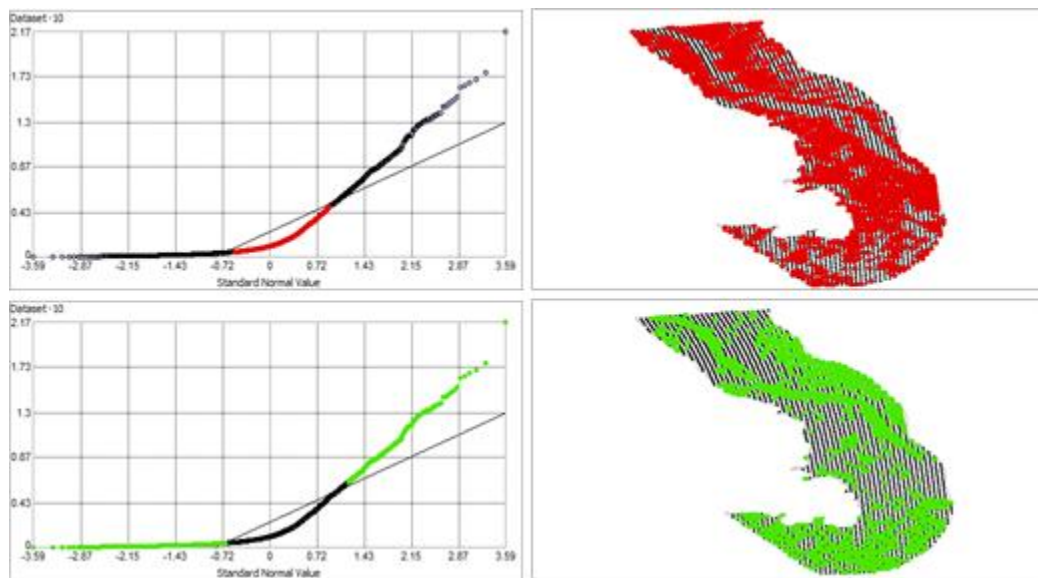 Dataset · 10
2.17
1.73
1.3
0.87
0.43
0
-3.59 -2.87 -2.15 -1.43 -0.72 0 0.72 1.43 2.15 2.87 3.59
Standard Normal Value
Dataset · 10
2.17
1.73
1.3
0.87
0.43
0
-3.59 -2.87 -2.15 -1.43 -0.72 0 0.72 1.43 2.15 2.87 3.59
Standard Normal Value